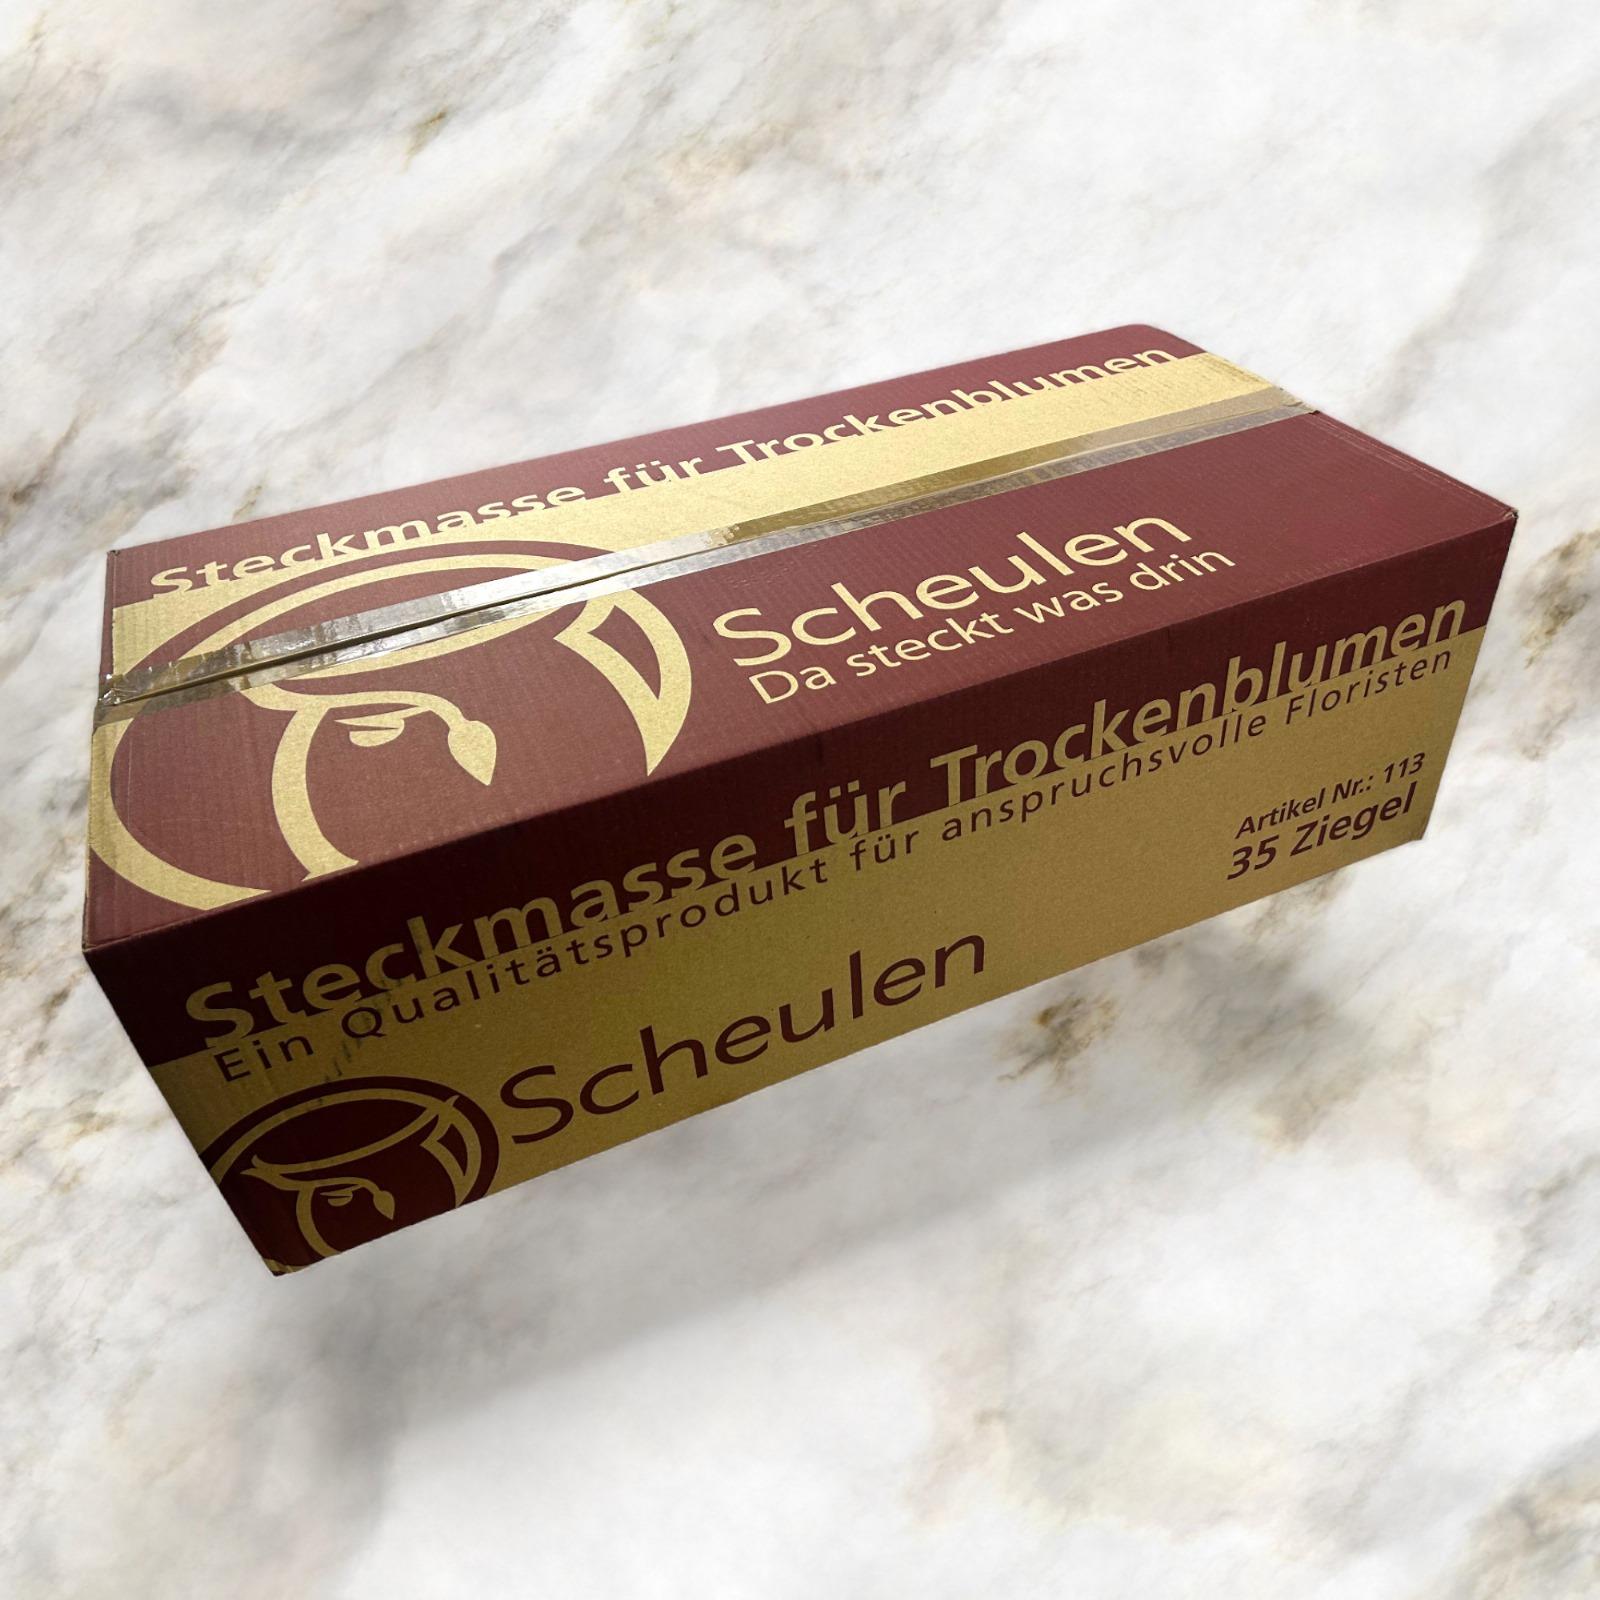 Steckmasse für Trockenblumen
Scheulen
Da steckt was drin
Steckmasse für Trockenblumen
Ein Qualitätsprodukt für anspruchsvolle Floristen
Artikel Nr.: 113
35 Ziegel
Scheulen